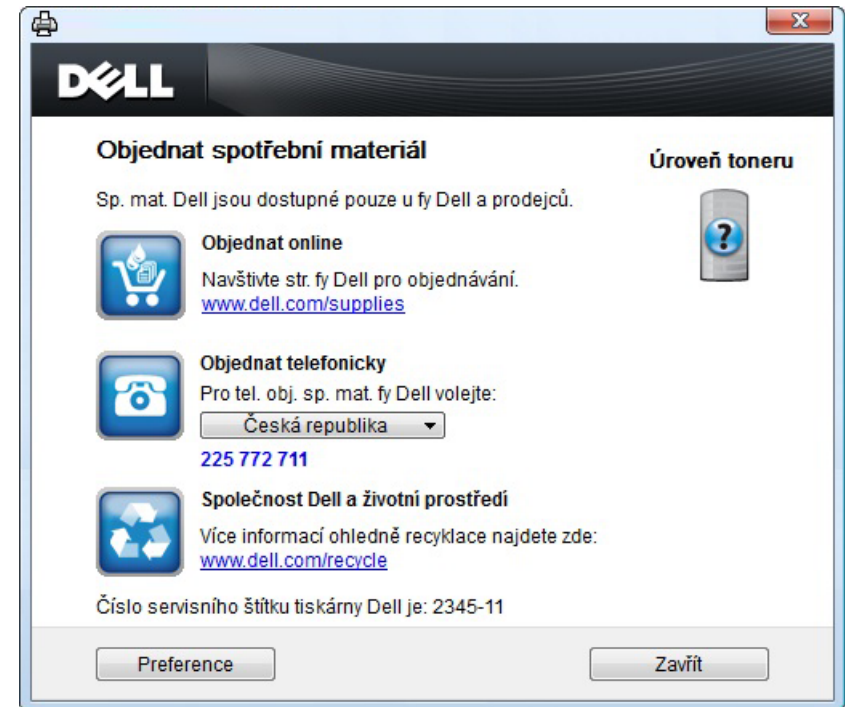 DELL
Objednat spotřební materiál
Úroveň toneru
Sp. mat. Dell jsou dostupné pouze u fy Dell a prodejců.
?
Objednat online
Navštivte str. fy Dell pro objednávání.
www.dell.com/supplies
Objednat telefonicky
Pro tel. obj. sp. mat. fy Dell volejte:
Česká republika
225 772 711
Společnost Dell a životní prostředí
Více informací ohledně recyklace najdete zde:
www.dell.com/recycle
Číslo servisního štítku tiskárny Dell je: 2345-11
Preference
Zavřít